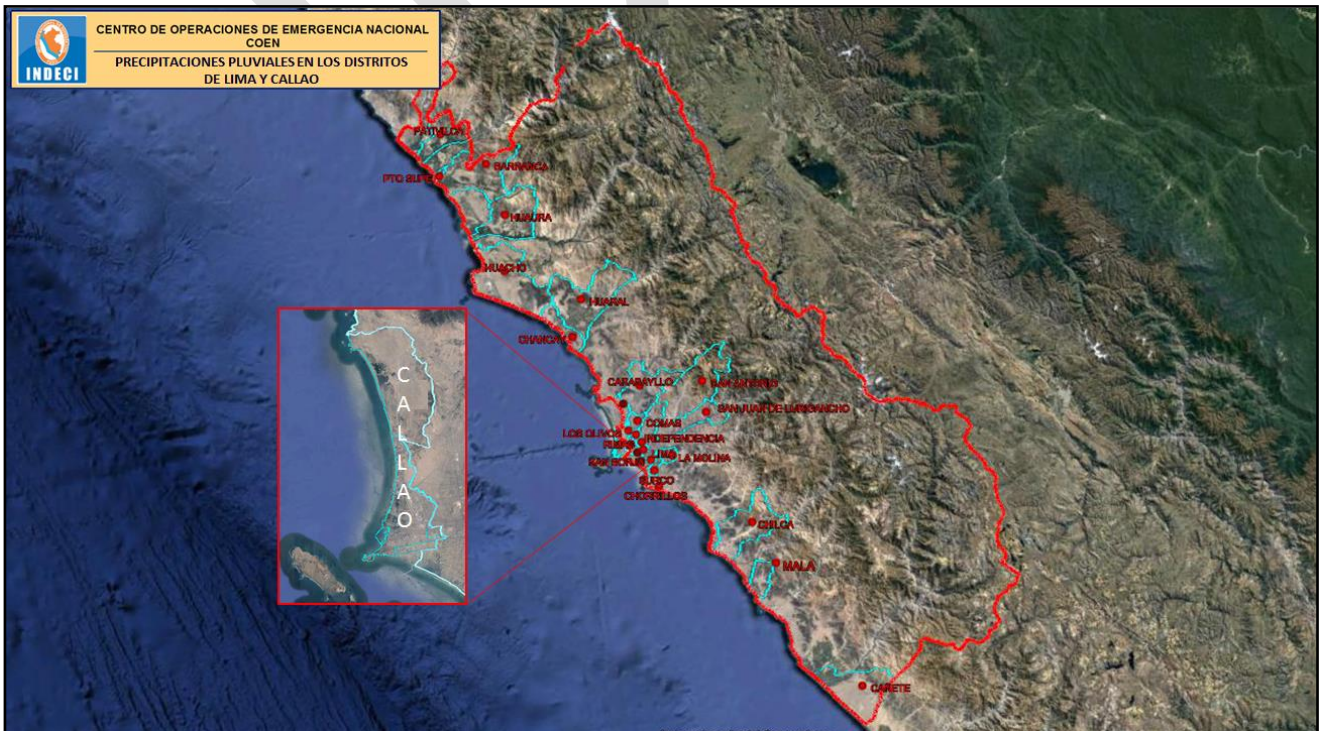 CENTRO DE OPERACIONES DE EMERGENCIA NACIONAL
COEN
PRECIPITACIONES PLUVIALES EN LOS DISTRITOS
DE LIMA Y CALLAO
INDECI
PATIVILCA
BARRANCA
PTO SUPE
HUAURA
HUACHO
HUARAL
CHANCAY
CARABAYLLO
SAN ANTONIO
SAN JUAN DE LURIGANCHO
COMAS
LOS OLIVOS
INDEPENDENCIA
LIMA
LA MOLINA
SAN BORJA
SURCO
CHORRILLOS
CHILCA
MALA
CAÑETE
CALLAO